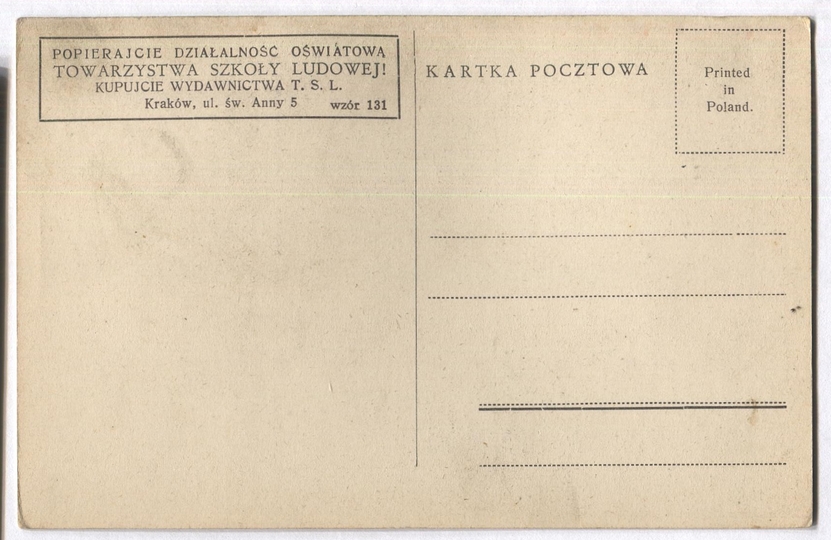 POPIERAJCIE DZIAŁALNOŚĆ OŚWIATOWĄ
TOWARZYSTWA SZKOŁY LUDOWEJ!
KUPUJCIE WYDAWNICTWA T. S. L.
Kraków, ul. św. Anny 5 wzór 131
KARTKA POCZTOWA
Printed
in
Poland.